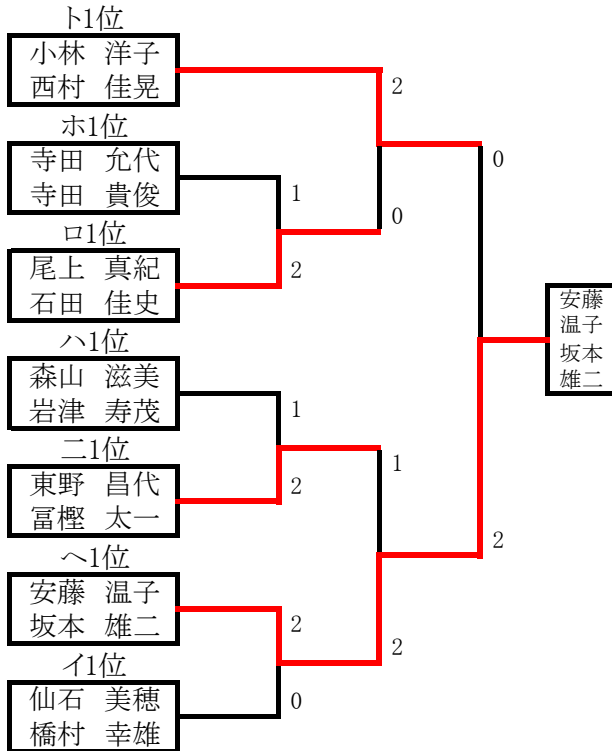 ト1位
小林 洋子
西村 佳晃
2
ホ1位
寺田 允代
寺田 貴俊
1
0
0
ロ1位
尾上 真紀
石田 佳史
2
安藤
温子
坂本
雄二
ハ1位
森山 滋美
岩津 寿茂
1
1
ニ1位
東野 昌代
冨樫 太一
2
2
ヘ1位
安藤 温子
坂本 雄二
2
2
イ1位
仙石 美穂
橋村 幸雄
0